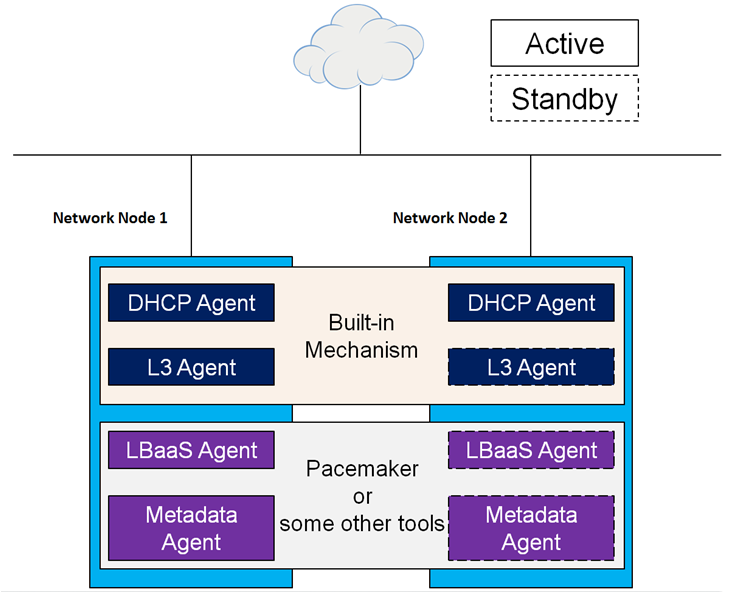 Active
Standby
Network Node 1
Network Node 2
DHCP Agent
DHCP Agent
Built-in
Mechanism
L3 Agent
L3 Agent
LBaaS Agent
LBaaS Agent
Pacemaker
or
some other tools
Metadata
Agent
Metadata
Agent